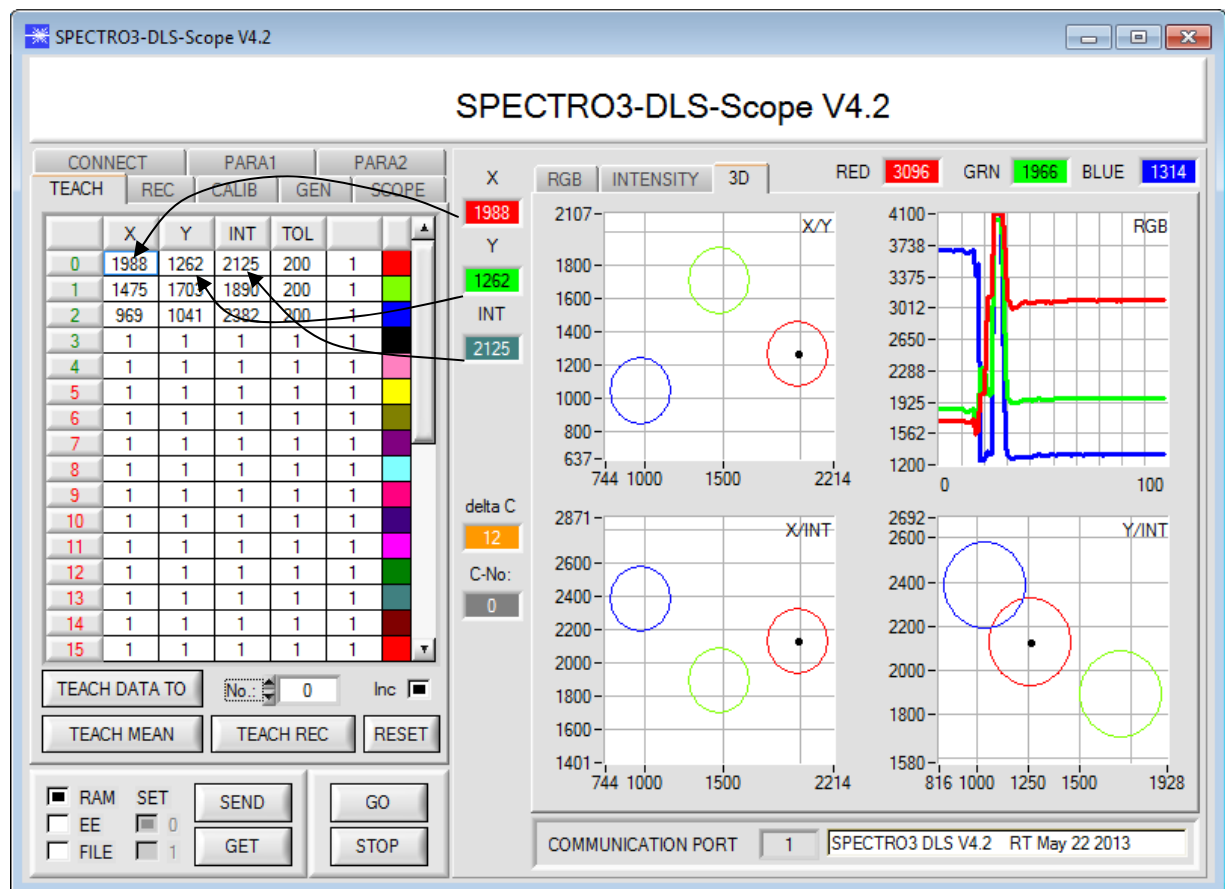 SPECTRO3-DLS-Scope V4.2
SPECTRO3-DLS-Scope V4.2
CONNECT PARA1 PARA2
TEACH REC CALIB GEN SCOPE
X Y INT TOL
0 1988 1262 2125 200 1
1 1475 1703 1890 200 1
2 969 1041 2382 200 1
3 1 1 1 1 1
4 1 1 1 1 1
5 1 1 1 1 1
6 1 1 1 1 1
7 1 1 1 1 1
8 1 1 1 1 1
9 1 1 1 1 1
10 1 1 1 1 1
11 1 1 1 1 1
12 1 1 1 1 1
13 1 1 1 1 1
14 1 1 1 1 1
15 1 1 1 1 1
TEACH DATA TO No.: 0 Inc
TEACH MEAN TEACH REC RESET
RAM SET SEND GO
EE 0
FILE 1 GET STOP
X
1988
Y
1262
INT
2125
delta C
12
C-No:
0
RGB INTENSITY 3D RED 3096 GRN 1966 BLUE 1314
X/Y
2107
1800
1600
1400
1200
1000
800
637
744 1000 1500 2214
RGB
4100
3738
3375
3012
2650
2288
1925
1562
1200
0 100
X/INT
2871
2600
2400
2200
2000
1800
1600
1401
744 1000 1500 2214
Y/INT
2692
2600
2400
2200
2000
1800
1580
816 1000 1250 1500 1928
COMMUNICATION PORT 1 SPECTRO3 DLS V4.2 RT May 22 2013